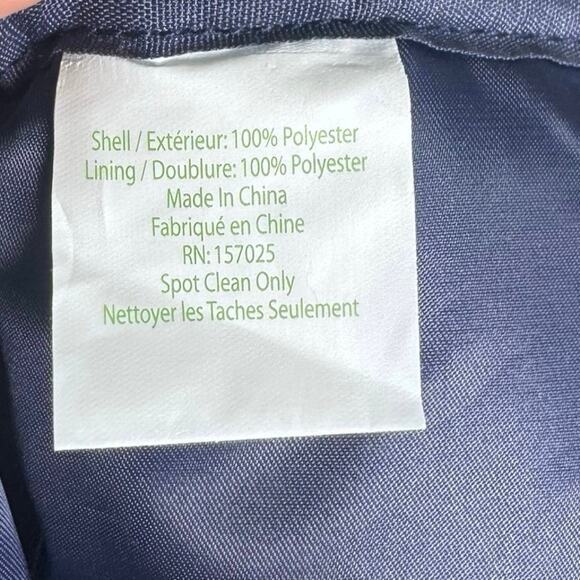 Shell / Extérieur: 100% Polyester
Lining / Doublure: 100% Polyester
Made In China
Fabriqué en Chine
RN: 157025
Spot Clean Only
Nettoyer les Taches Seulement